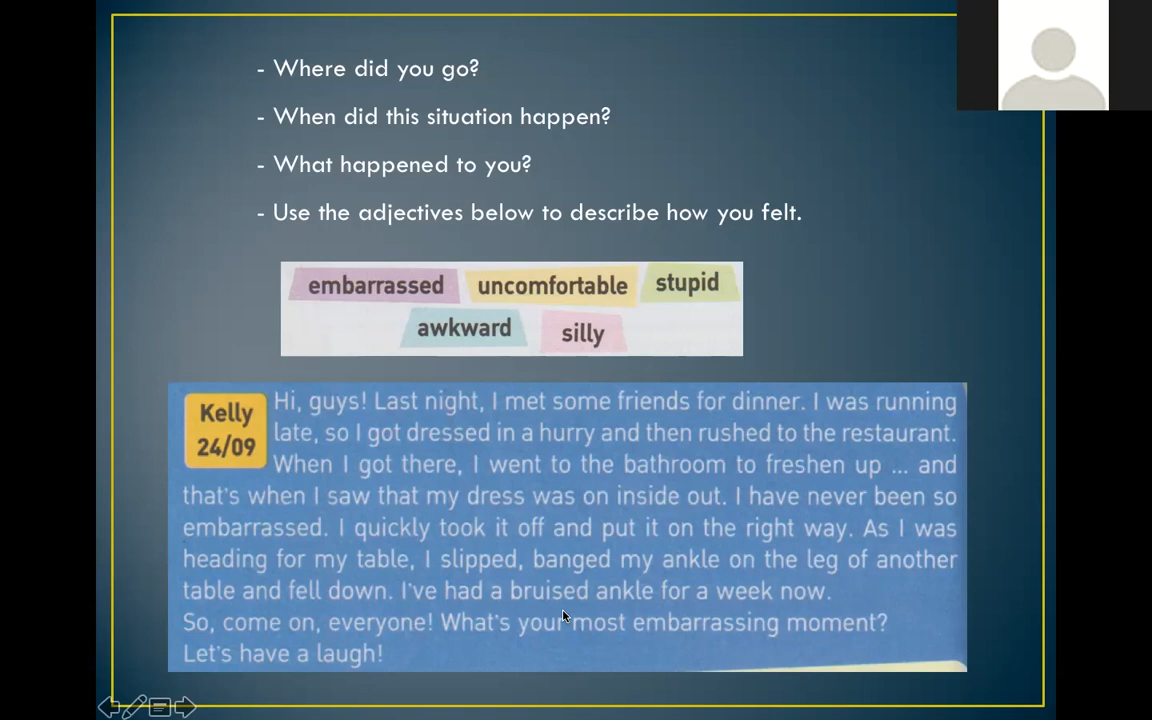 - Where did you go?
- When did this situation happen?
- What happened to you?
- Use the adjectives below to describe how you felt.
embarrassed uncomfortable stupid
awkward silly
Kelly
24/09
Hi, guys! Last night, I met some friends for dinner. I was running
late, so I got dressed in a hurry and then rushed to the restaurant.
When I got there, I went to the bathroom to freshen up ... and
that's when I saw that my dress was on inside out. I have never been so
embarrassed. I quickly took it off and put it on the right way. As I was
heading for my table, I slipped, banged my ankle on the leg of another
table and fell down. I've had a bruised ankle for a week now.
So, come on, everyone! What's your most embarrassing moment?
Let's have a laugh!